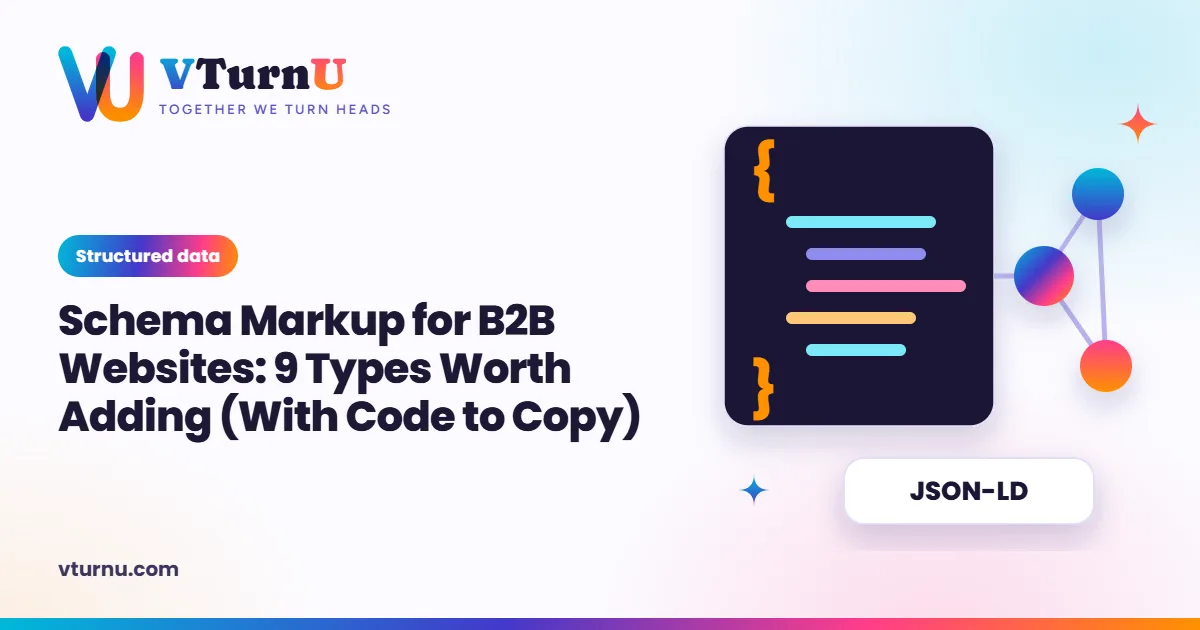 VTurnU
TOGETHER WE TURN HEADS
Structured data
Schema Markup for B2B
Websites: 9 Types Worth
Adding (With Code to Copy)
{
}
JSON-LD
vturnu.com